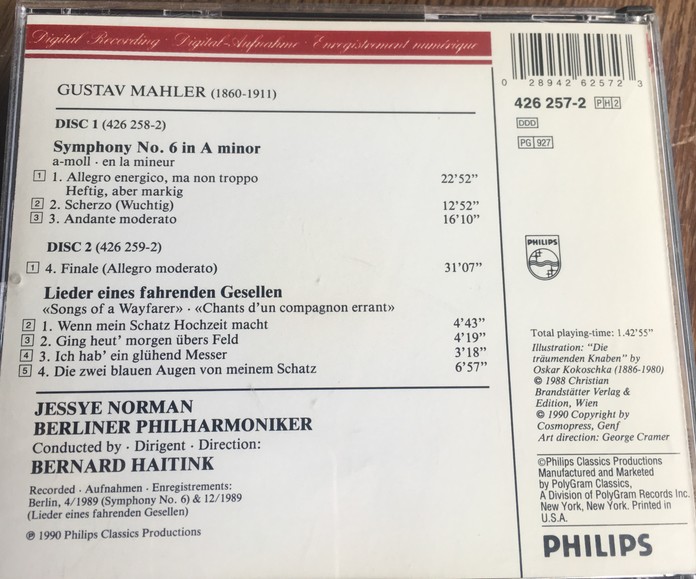 Digital Recording · Digital-Aufnahme · Enregistrement numérique
GUSTAV MAHLER (1860-1911)
DISC 1 (426 258-2)
Symphony No. 6 in A minor
a-moll · en la mineur
1 1. Allegro energico, ma non troppo 22'52"
Heftig, aber markig
2 2. Scherzo (Wuchtig) 12'52"
3 3. Andante moderato 16'10"
DISC 2 (426 259-2)
1 4. Finale (Allegro moderato) 31'07"
Lieder eines fahrenden Gesellen
«Songs of a Wayfarer» · «Chants d'un compagnon errant»
2 1. Wenn mein Schatz Hochzeit macht 4'43"
3 2. Ging heut' morgen übers Feld 4'19"
4 3. Ich hab' ein glühend Messer 3'18"
5 4. Die zwei blauen Augen von meinem Schatz 6'57"
JESSYE NORMAN
BERLINER PHILHARMONIKER
Conducted by · Dirigent · Direction:
BERNARD HAITINK
Recorded · Aufnahmen · Enregistrements:
Berlin, 4/1989 (Symphony No. 6) & 12/1989
(Lieder eines fahrenden Gesellen)
℗ 1990 Philips Classics Productions
0 28942 62572 3
426 257-2 PH2
DDD
PG 927
PHILIPS
Total playing-time: 1.42'55"
Illustration: "Die
träumenden Knaben" by
Oskar Kokoschka (1886-1980)
© 1988 Christian
Brandstätter Verlag &
Edition, Wien
© 1990 Copyright by
Cosmopress, Genf
Art direction: George Cramer
©Philips Classics Productions
Manufactured and Marketed
by PolyGram Classics,
A Division of PolyGram Records Inc.
New York, New York. Printed in
U.S.A.
PHILIPS